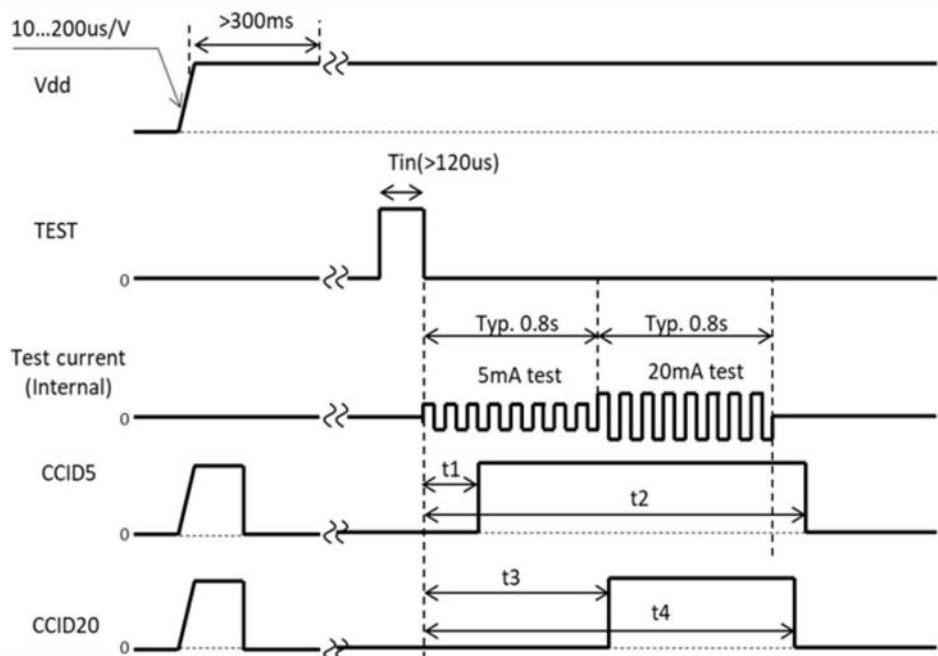 >300ms
10...200us/V
Vdd
Tin(>120us)
TEST
0
Typ. 0.8s Typ. 0.8s
Test current
(Internal)
5mA test 20mA test
0
CCID5
t1
t2
0
t3
CCID20
t4
0